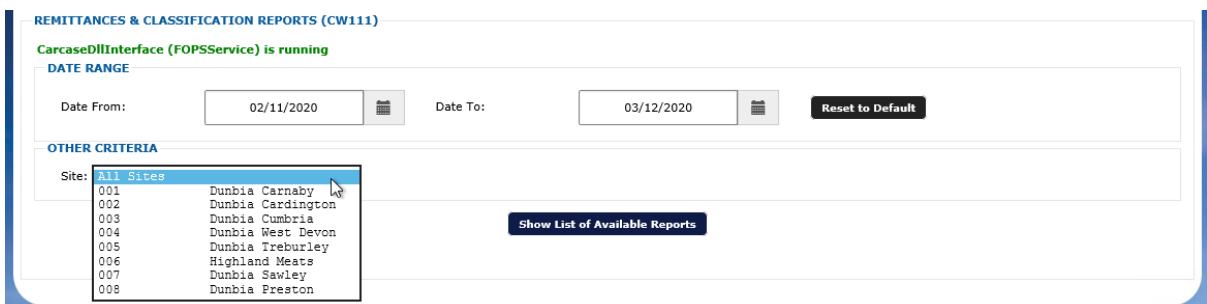 REMITTANCES & CLASSIFICATION REPORTS (CW111)
CarcaseDllInterface (FOPSService) is running
DATE RANGE
Date From: 02/11/2020 Date To: 03/12/2020 Reset to Default
OTHER CRITERIA
Site: All Sites
001 Dunbia Carnaby
002 Dunbia Cardington
003 Dunbia Cumbria
004 Dunbia West Devon
005 Dunbia Treburley
006 Highland Meats
007 Dunbia Sawley
008 Dunbia Preston
Show List of Available Reports